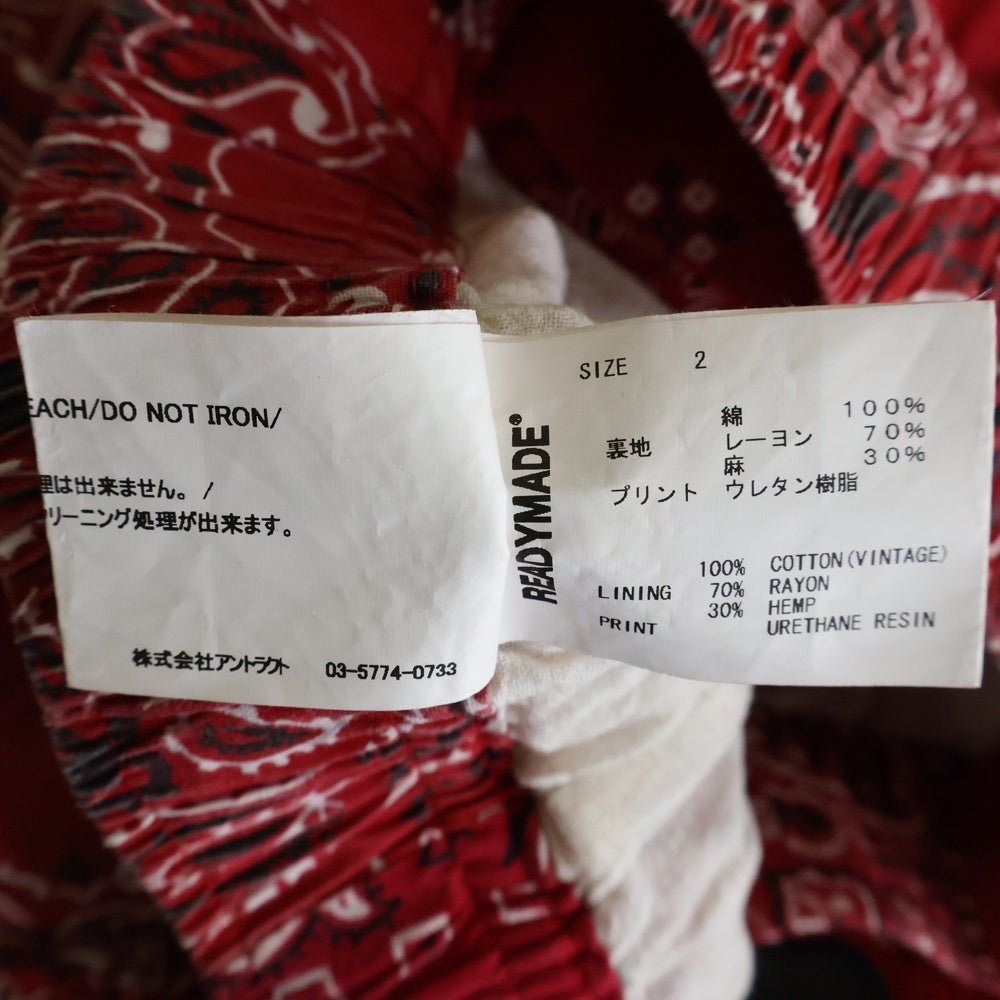 EACH/DO NOT IRON/
理は出来ません。/
クリーニング処理が出来ます。
株式会社アントラクト 03-5774-0733
READYMADE®
SIZE 2
綿 100%
裏地 レーヨン 70%
麻 30%
プリント ウレタン樹脂
100% COTTON(VINTAGE)
LINING 70% RAYON
30% HEMP
PRINT URETHANE RESIN